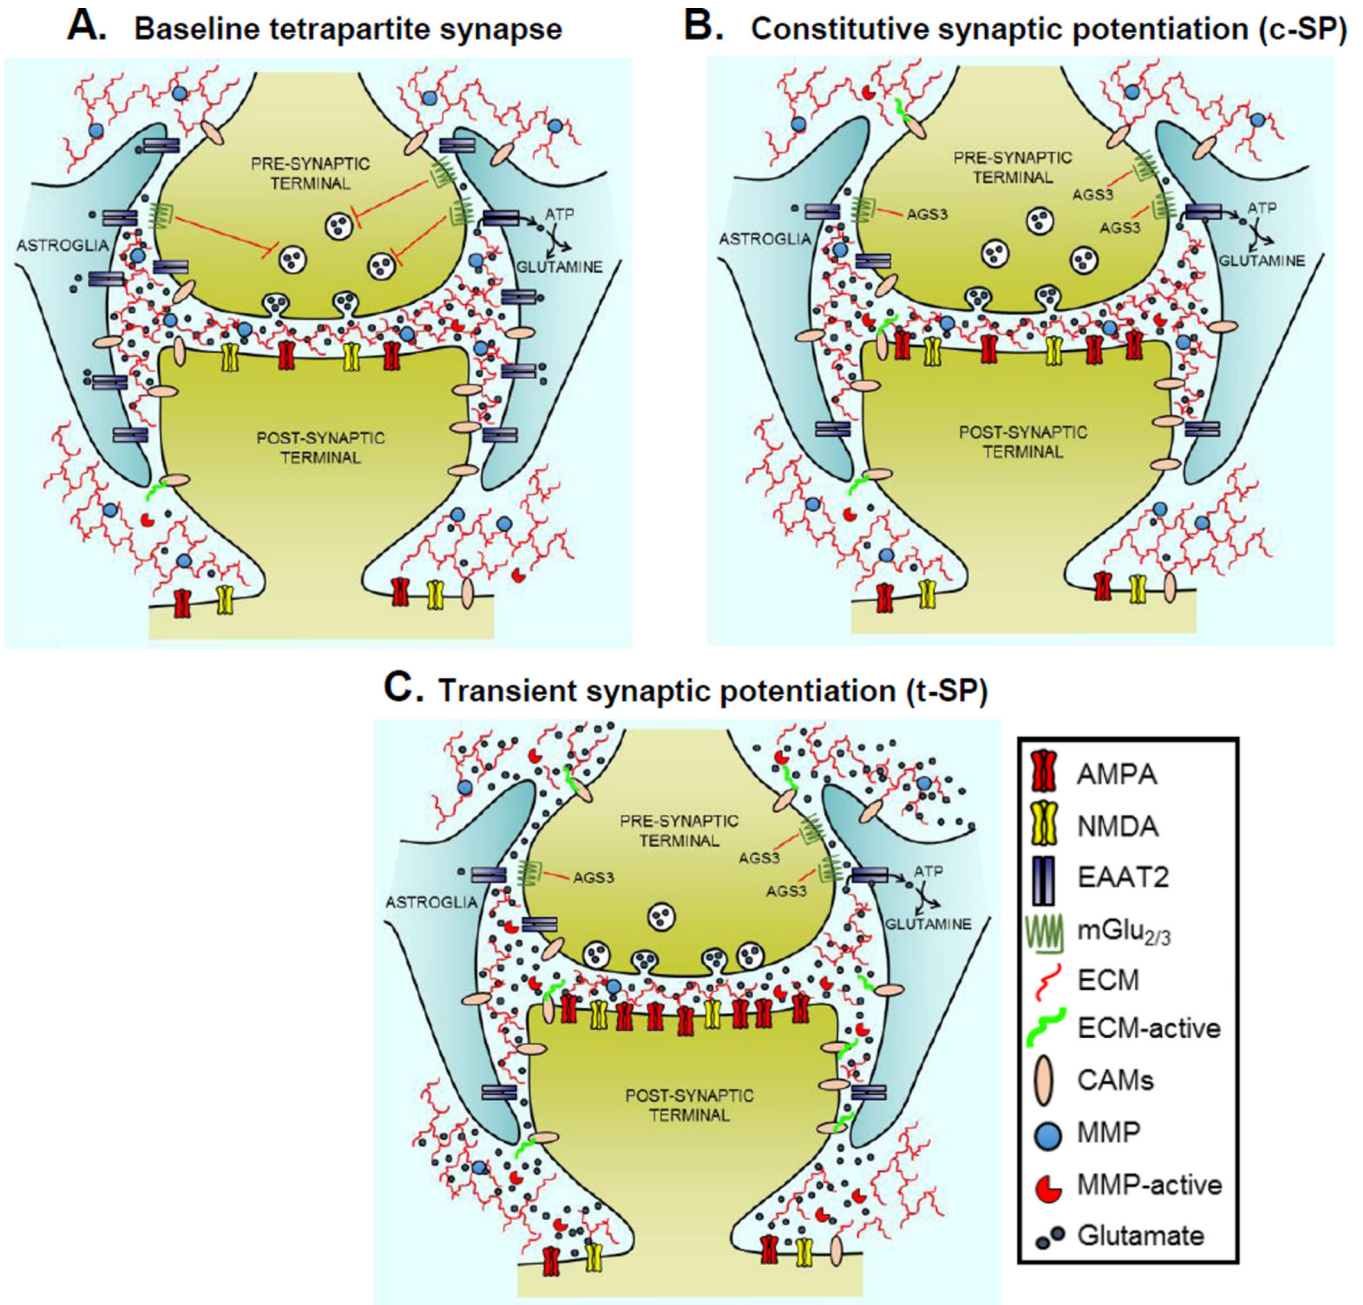 A. Baseline tetrapartite synapse
PRE-SYNAPTIC
TERMINAL
ASTROGLIA
ATP
GLUTAMINE
POST-SYNAPTIC
TERMINAL
B. Constitutive synaptic potentiation (c-SP)
PRE-SYNAPTIC
TERMINAL
AGS3
AGS3
AGS3
ASTROGLIA
ATP
GLUTAMINE
POST-SYNAPTIC
TERMINAL
C. Transient synaptic potentiation (t-SP)
PRE-SYNAPTIC
TERMINAL
AGS3
AGS3
AGS3
ASTROGLIA
ATP
GLUTAMINE
POST-SYNAPTIC
TERMINAL
AMPA
NMDA
EAAT2
mGlu2/3
ECM
ECM-active
CAMs
MMP
MMP-active
Glutamate